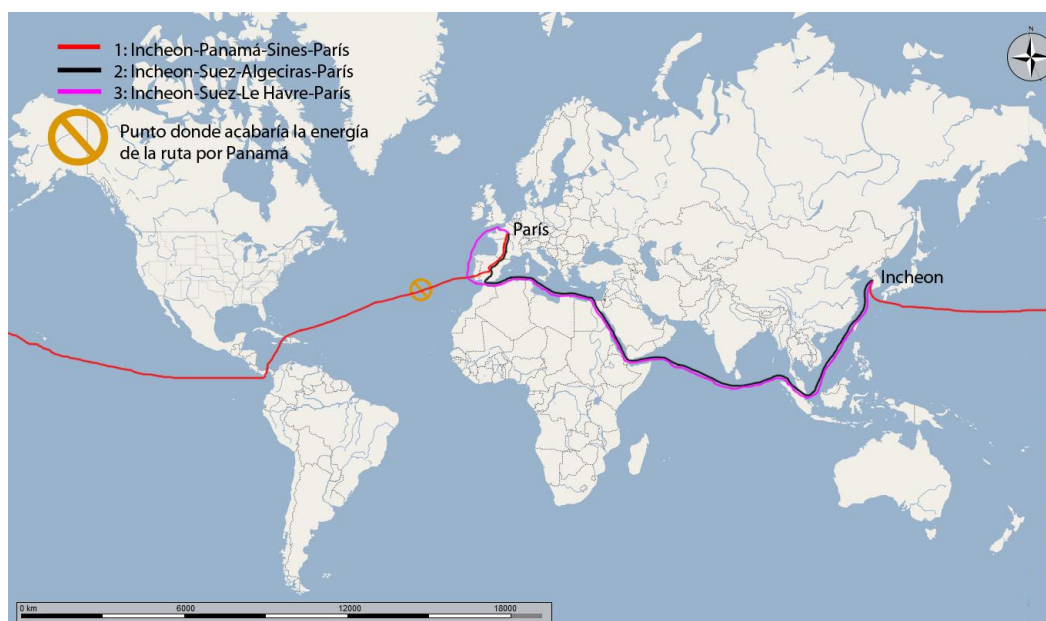 1: Incheon-Panamá-Sines-París
2: Incheon-Suez-Algeciras-París
3: Incheon-Suez-Le Havre-París
Punto donde acabaría la energía
de la ruta por Panamá
N
París
Incheon
0 km 6000 12000 18000